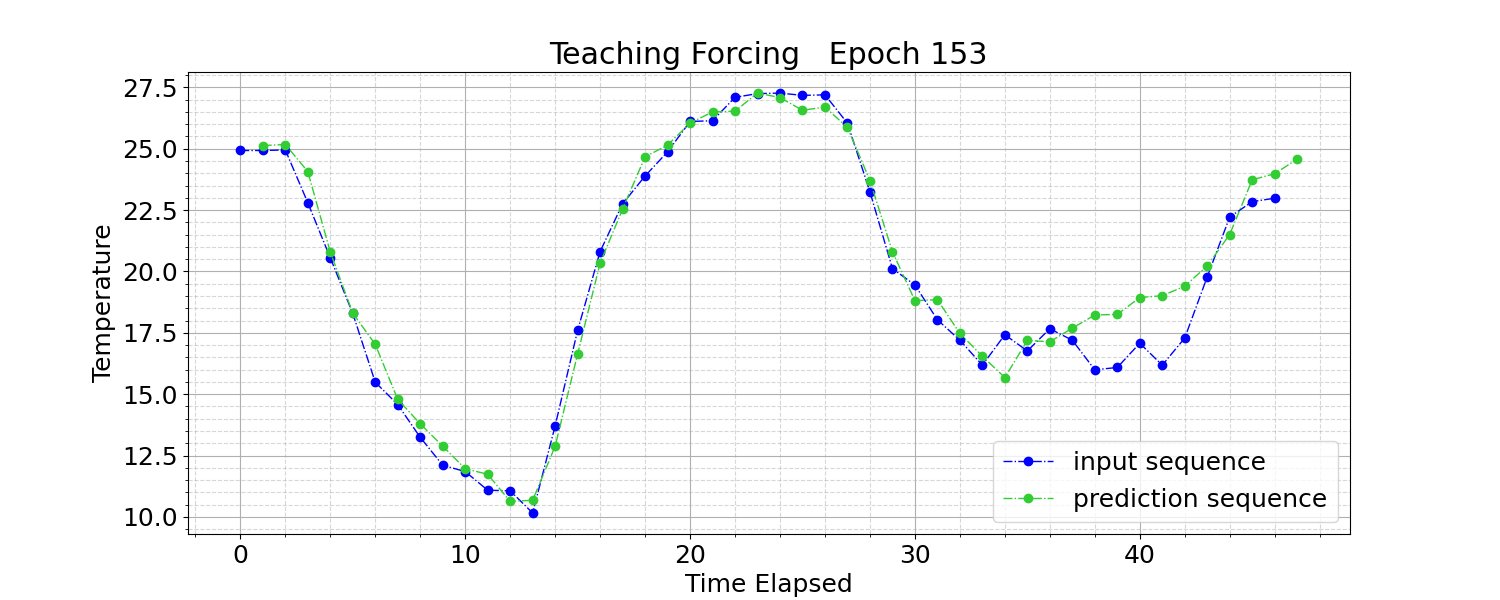 Teaching Forcing   Epoch 153
27.5
25.0
22.5
20.0
17.5
15.0
12.5
10.0
Temperature
input sequence
prediction sequence
0 10 20 30 40
Time Elapsed